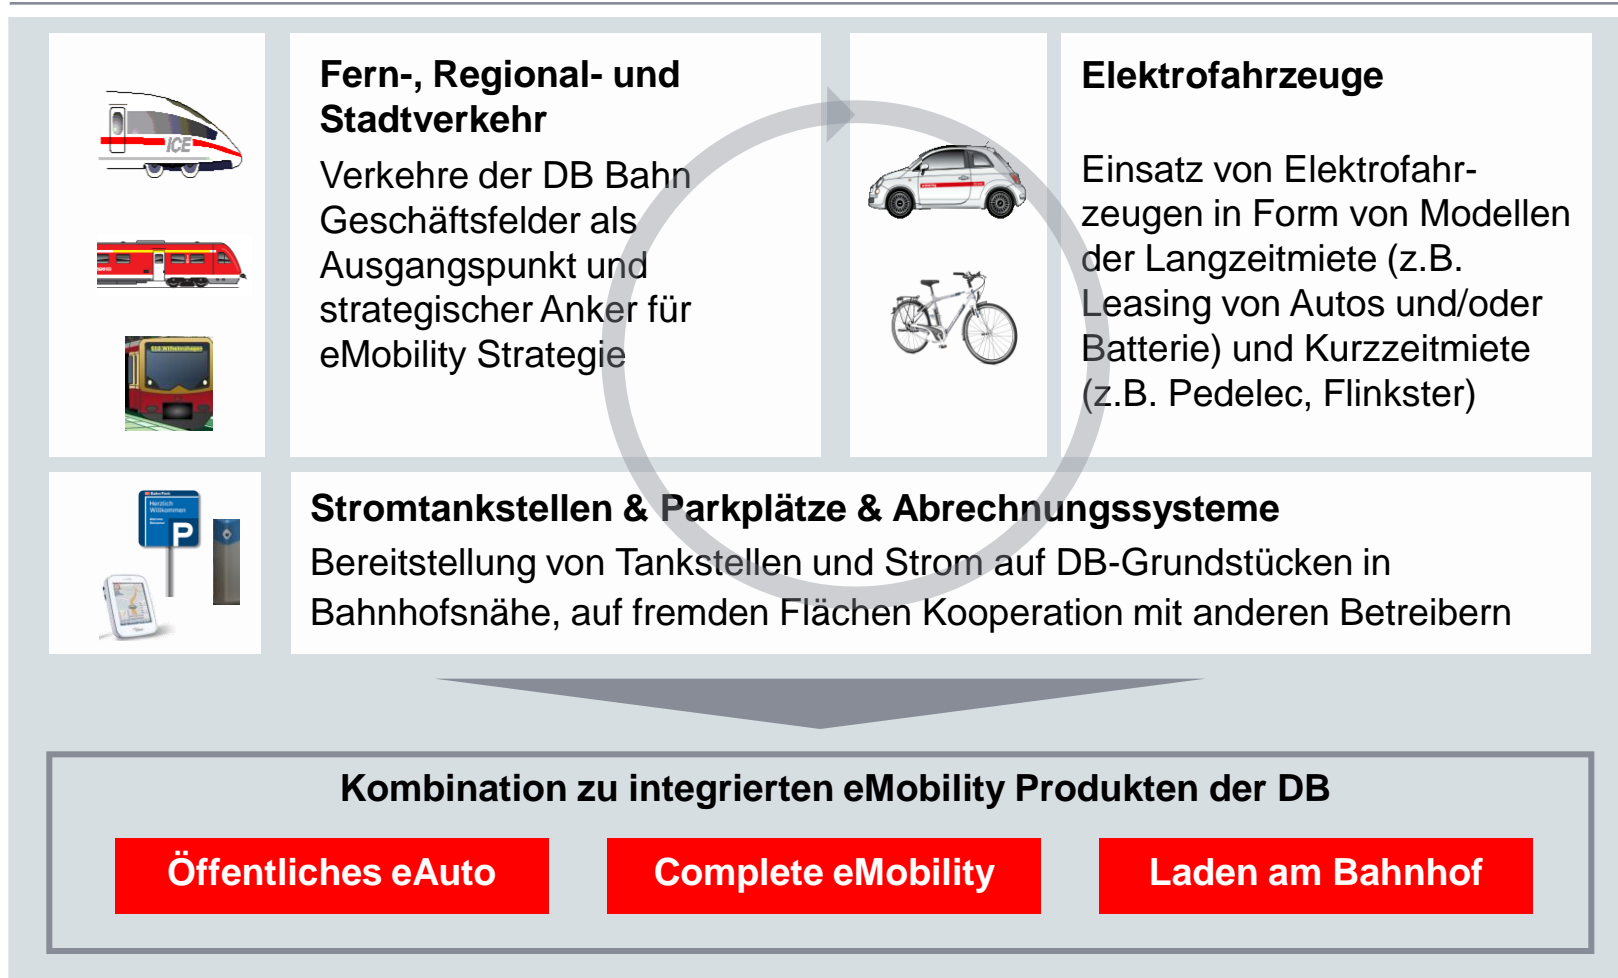 ICE
Fern-, Regional- und
Stadtverkehr
Verkehre der DB Bahn
Geschäftsfelder als
Ausgangspunkt und
strategischer Anker für
eMobility Strategie
Elektrofahrzeuge
Einsatz von Elektrofahr-
zeugen in Form von Modellen
der Langzeitmiete (z.B.
Leasing von Autos und/oder
Batterie) und Kurzzeitmiete
(z.B. Pedelec, Flinkster)
Herzlich
Willkommen
P
Stromtankstellen & Parkplätze & Abrechnungssysteme
Bereitstellung von Tankstellen und Strom auf DB-Grundstücken in
Bahnhofsnähe, auf fremden Flächen Kooperation mit anderen Betreibern
Kombination zu integrierten eMobility Produkten der DB
Öffentliches eAuto
Complete eMobility
Laden am Bahnhof